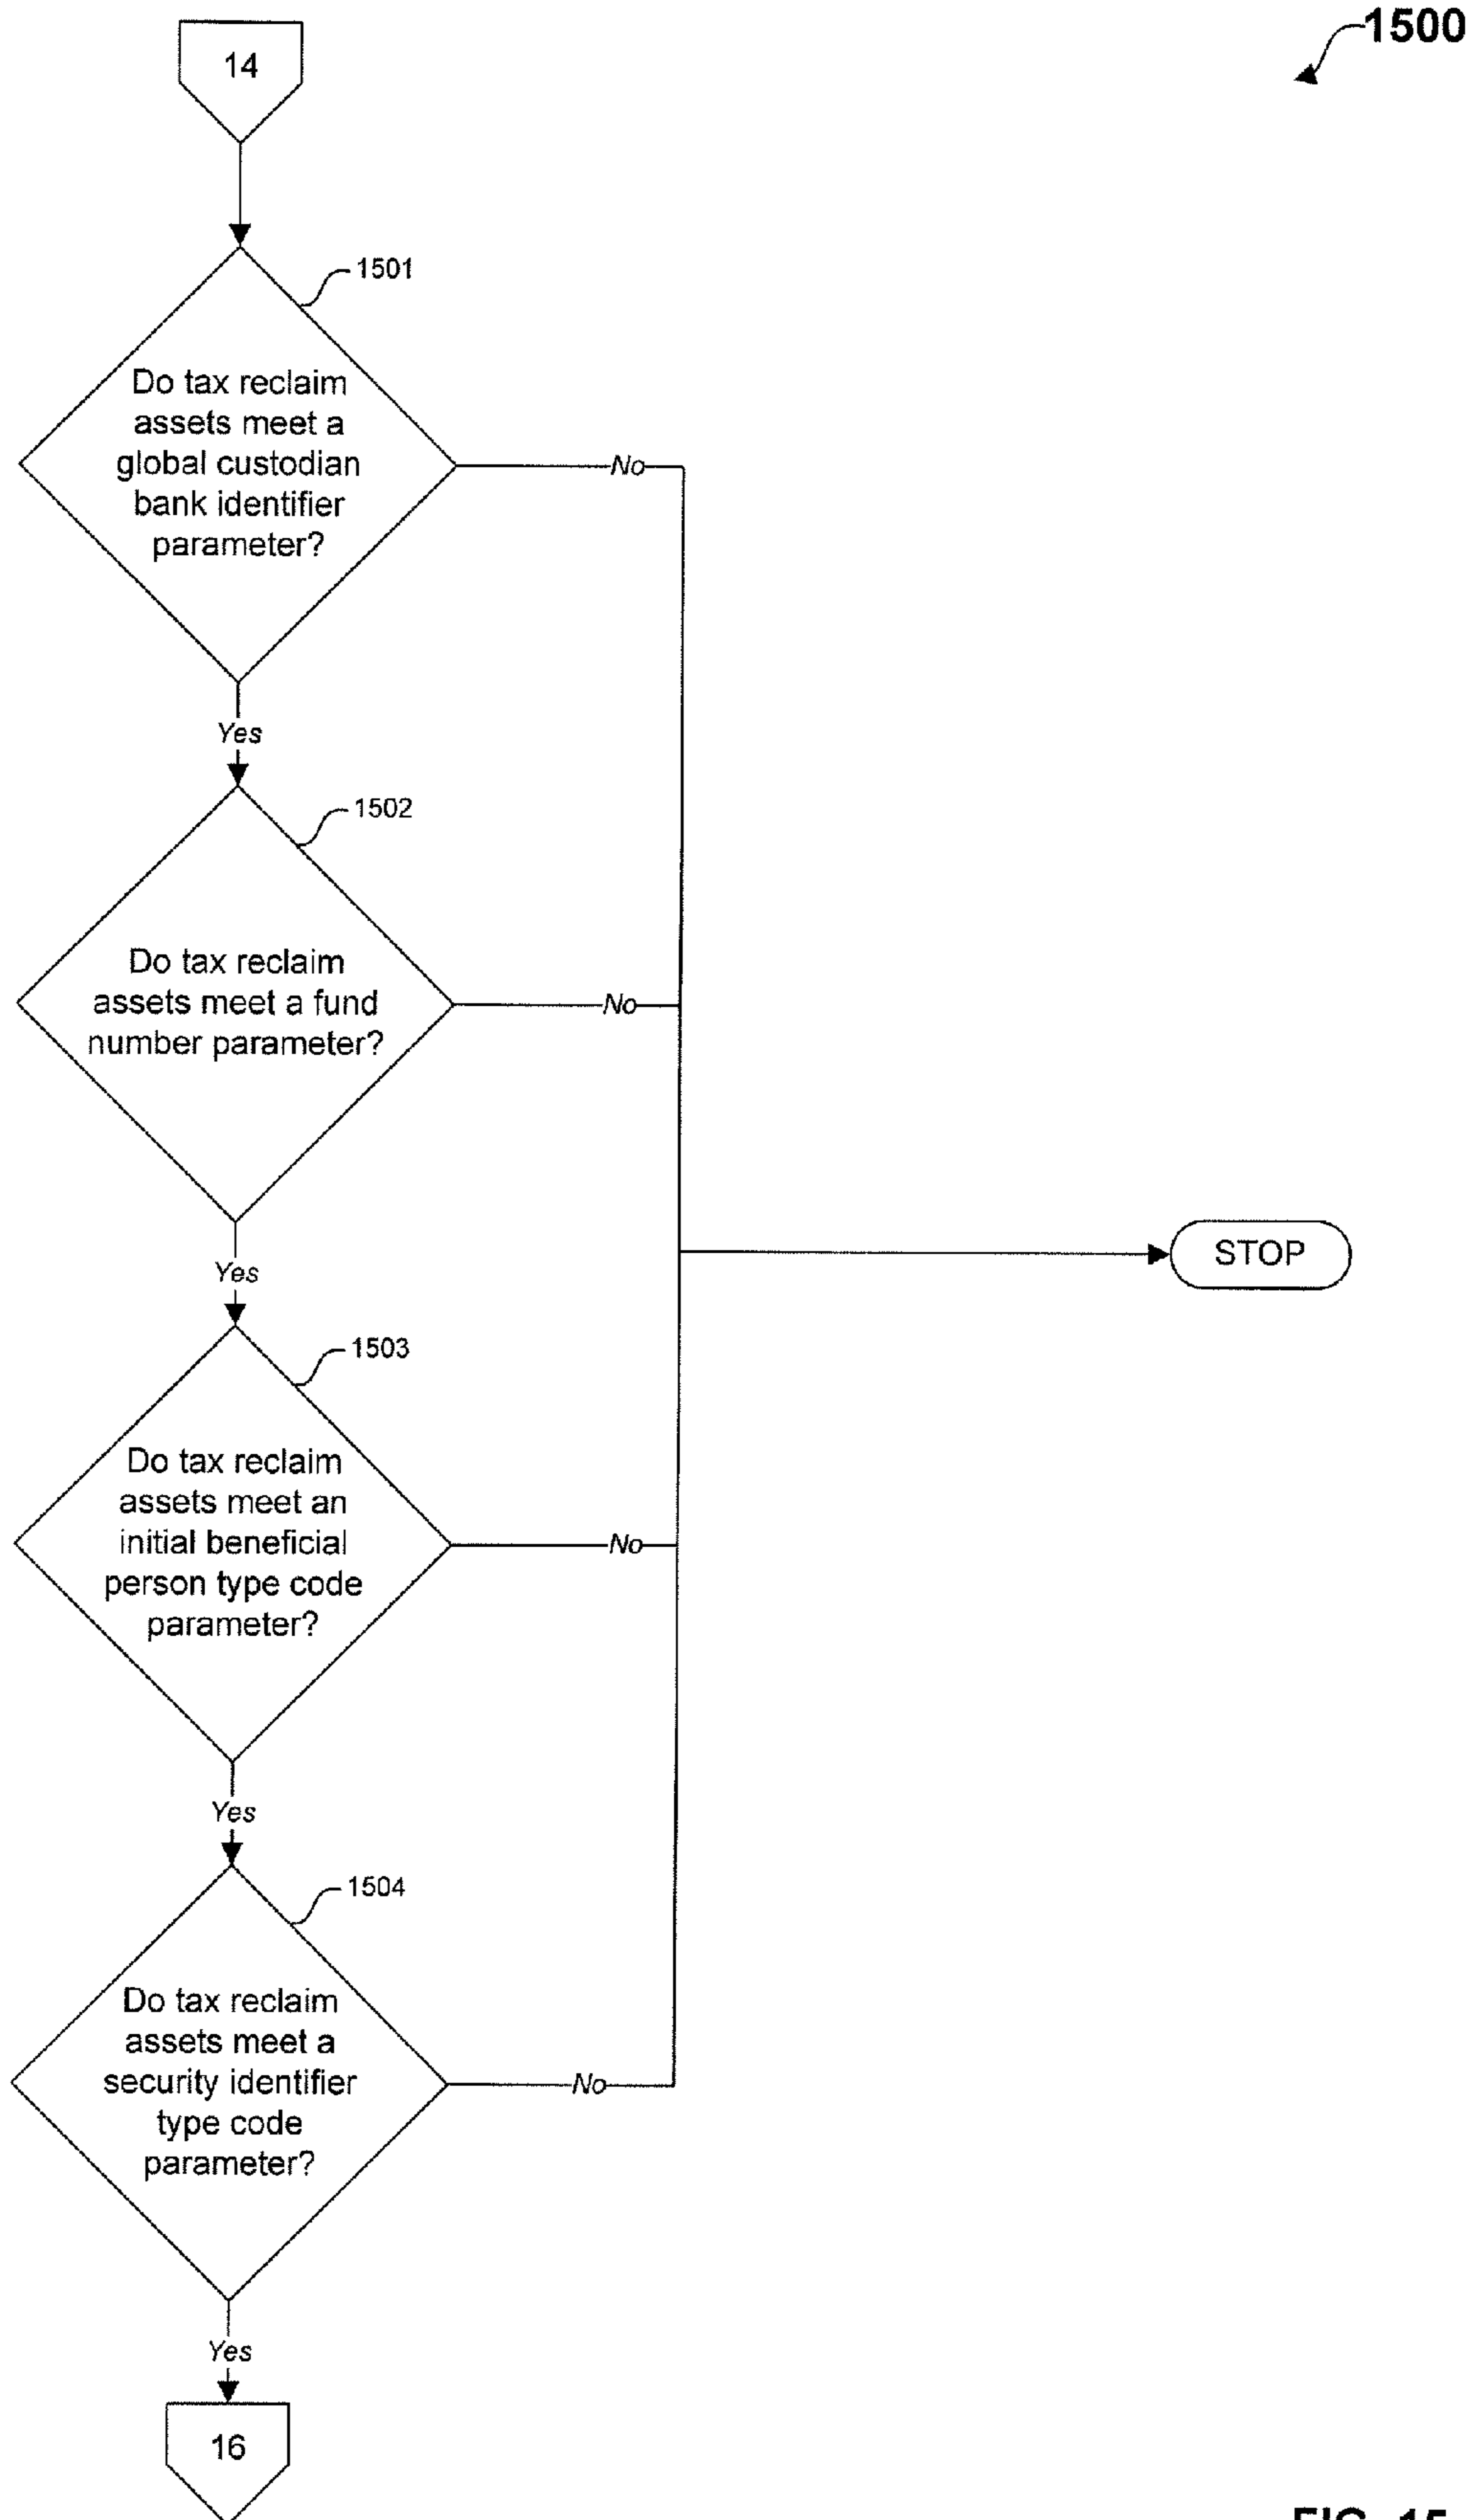 1500
14
1501
Do tax reclaim
assets meet a
global custodian
bank identifier
parameter?
No
Yes
1502
Do tax reclaim
assets meet a fund
number parameter?
No
Yes
STOP
1503
Do tax reclaim
assets meet an
initial beneficial
person type code
parameter?
No
Yes
1504
Do tax reclaim
assets meet a
security identifier
type code
parameter?
No
Yes
16
FIG. 15